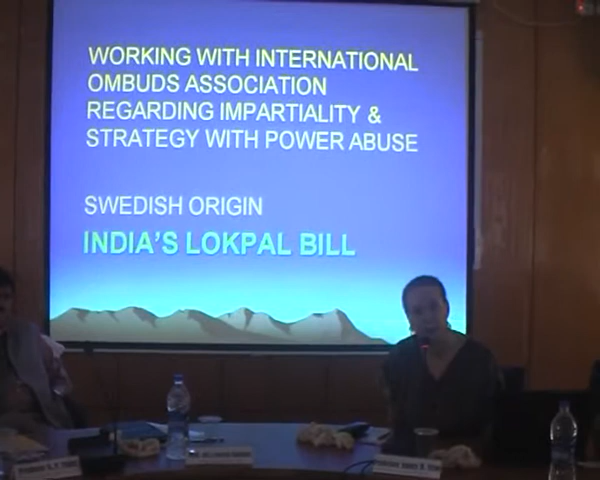 WORKING WITH INTERNATIONAL
OMBUDS ASSOCIATION
REGARDING IMPARTIALITY &
STRATEGY WITH POWER ABUSE
SWEDISH ORIGIN
INDIA'S LOKPAL BILL